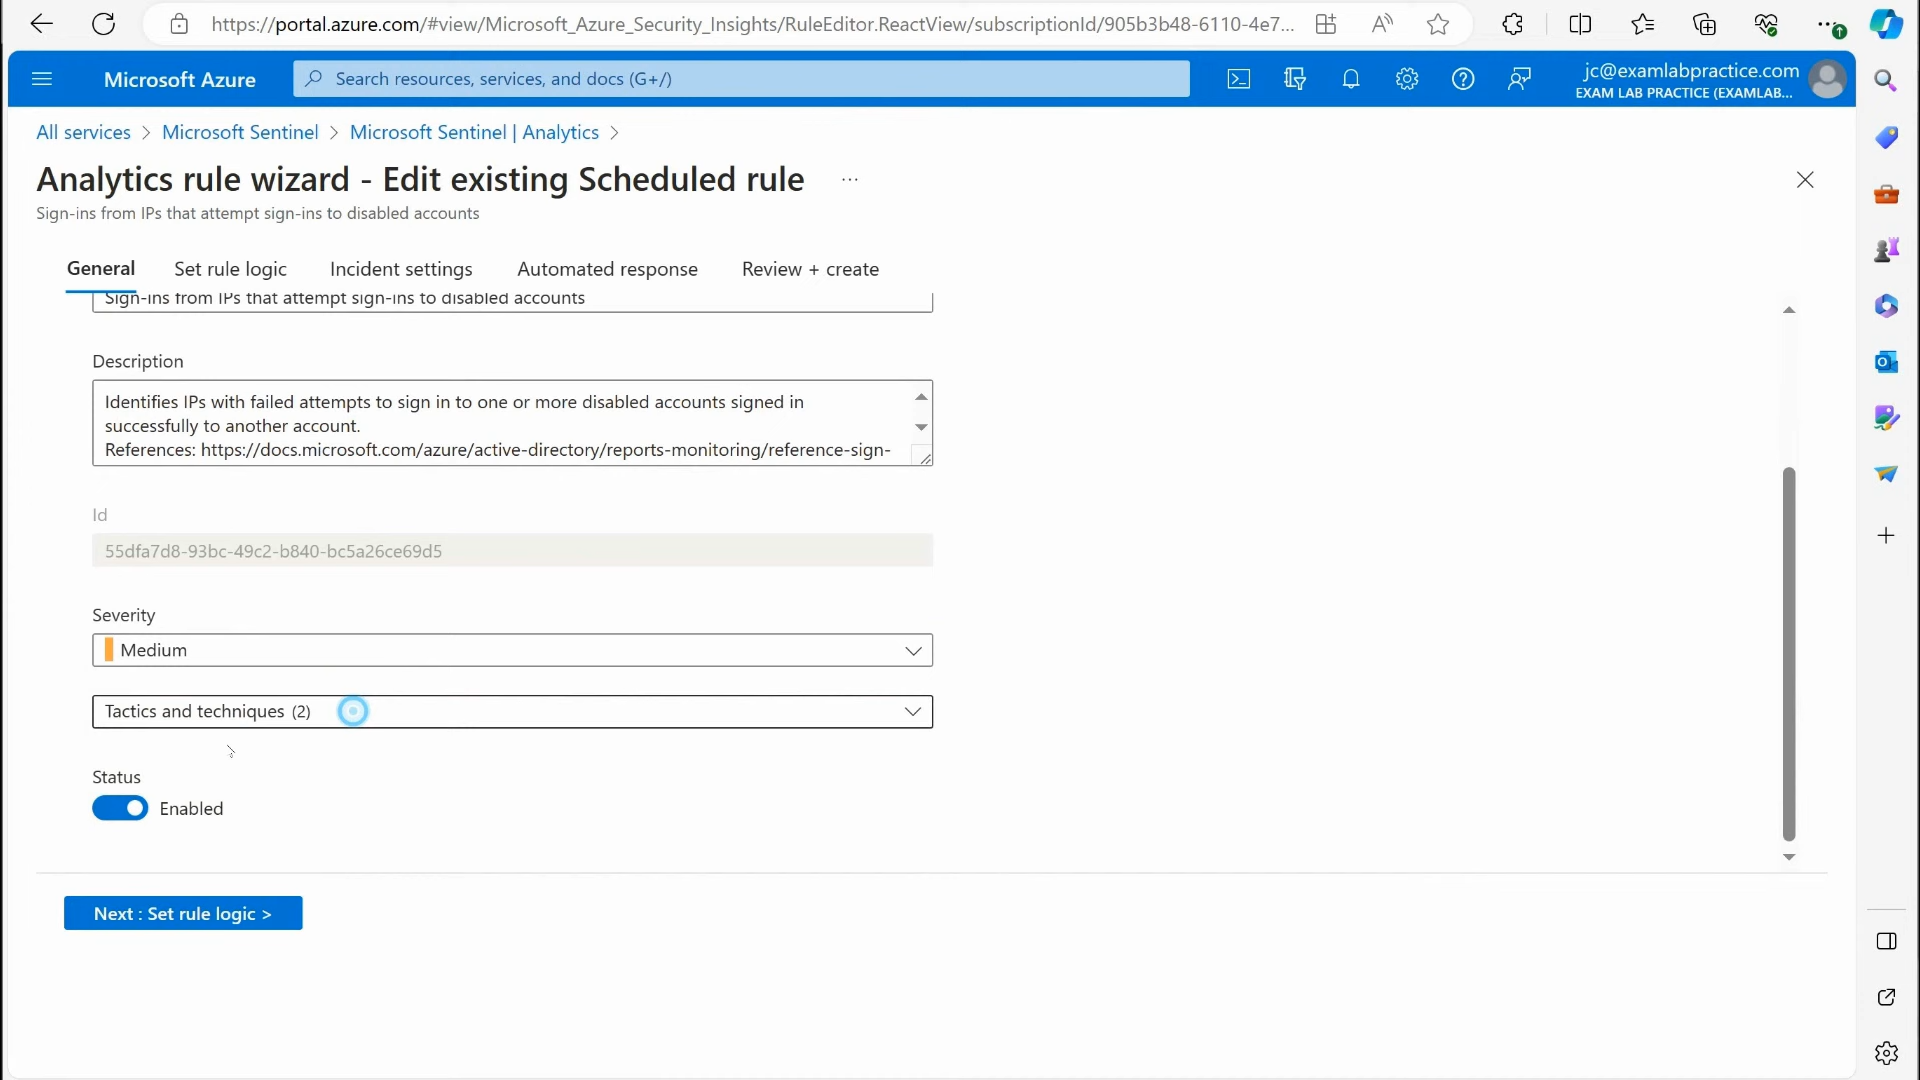 https://portal.azure.com/#view/Microsoft_Azure_Security_Insights/RuleEditor.ReactView/subscriptionId/905b3b48-6110-4e7...
Microsoft Azure
Search resources, services, and docs (G+/)
jc@examlabpractice.com
EXAM LAB PRACTICE (EXAMLAB...
All services > Microsoft Sentinel > Microsoft Sentinel | Analytics >
Analytics rule wizard - Edit existing Scheduled rule ...
Sign-ins from IPs that attempt sign-ins to disabled accounts
General Set rule logic Incident settings Automated response Review + create
Sign-ins from IPs that attempt sign-ins to disabled accounts
Description
Identifies IPs with failed attempts to sign in to one or more disabled accounts signed in
successfully to another account.
References: https://docs.microsoft.com/azure/active-directory/reports-monitoring/reference-sign-
Id
55dfa7d8-93bc-49c2-b840-bc5a26ce69d5
Severity
Medium
Tactics and techniques (2)
Status
Enabled
Next : Set rule logic >